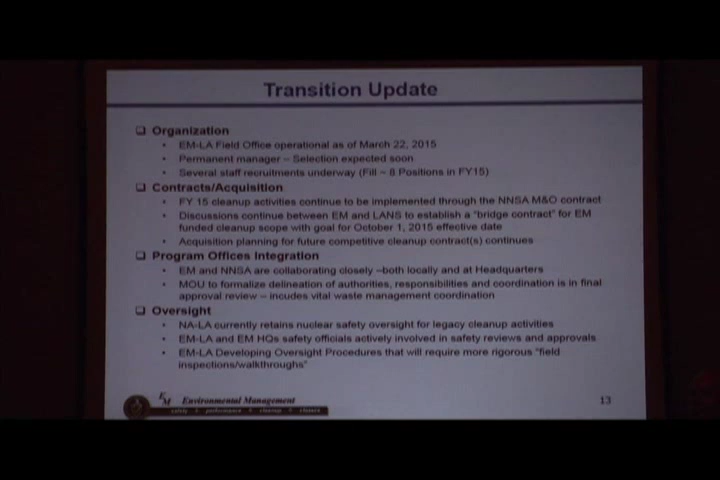 Transition Update
❑ Organization
• EM-LA Field Office operational as of March 22, 2015
• Permanent manager – Selection expected soon
• Several staff recruitments underway (Fill ~ 8 Positions in FY15)
❑ Contracts/Acquisition
• FY 15 cleanup activities continue to be implemented through the NNSA M&O contract
• Discussions continue between EM and LANS to establish a "bridge contract" for EM
funded cleanup scope with goal for October 1, 2015 effective date
• Acquisition planning for future competitive cleanup contract(s) continues
❑ Program Offices Integration
• EM and NNSA are collaborating closely –both locally and at Headquarters
• MOU to formalize delineation of authorities, responsibilities and coordination is in final
approval review – incudes vital waste management coordination
❑ Oversight
• NA-LA currently retains nuclear safety oversight for legacy cleanup activities
• EM-LA and EM HQs safety officials actively involved in safety reviews and approvals
• EM-LA Developing Oversight Procedures that will require more rigorous "field
inspections/walkthroughs"
EM Environmental Management
safety ❖ performance ❖ cleanup ❖ closure
13